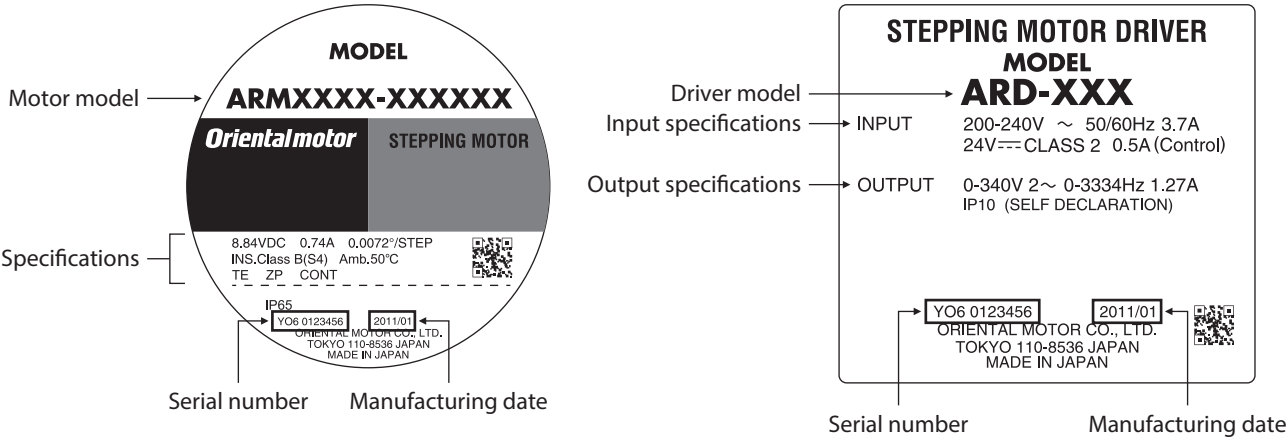 MODEL
Motor model
ARMXXXX-XXXXXX
Orientalmotor
STEPPING MOTOR
Specifications
8.84VDC 0.74A 0.0072°/STEP
INS.Class B(S4) Amb.50°C
TE ZP CONT
IP65
YO6 0123456 2011/01
ORIENTAL MOTOR CO., LTD.
TOKYO 110-8536 JAPAN
MADE IN JAPAN
Serial number
Manufacturing date
STEPPING MOTOR DRIVER
MODEL
Driver model
ARD-XXX
Input specifications
INPUT 200-240V ～ 50/60Hz 3.7A
24V⎓CLASS 2 0.5A (Control)
Output specifications
OUTPUT 0-340V 2～ 0-3334Hz 1.27A
IP10 (SELF DECLARATION)
YO6 0123456 2011/01
ORIENTAL MOTOR CO., LTD.
TOKYO 110-8536 JAPAN
MADE IN JAPAN
Serial number
Manufacturing date